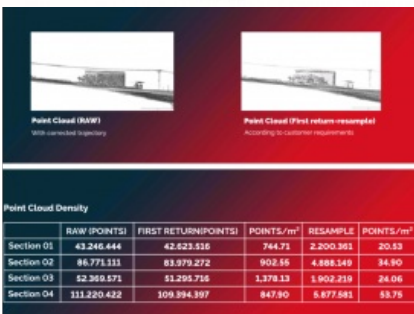 Point Cloud (RAW)
With corrected trajectory
Point Cloud (First return-resample)
According to customer requirements
Point Cloud Density
RAW (POINTS) FIRST RETURN(POINTS) POINTS/m² RESAMPLE POINTS/m²
Section 01 43.246.444 42.623.516 744.71 2.200.361 20.53
Section 02 86.771.111 83.979.272 902.55 4.888.149 34.90
Section 03 52.369.571 51.295.716 1,378.13 1.902.219 24.06
Section 04 111.220.422 109.394.397 847.90 5.877.581 53.75